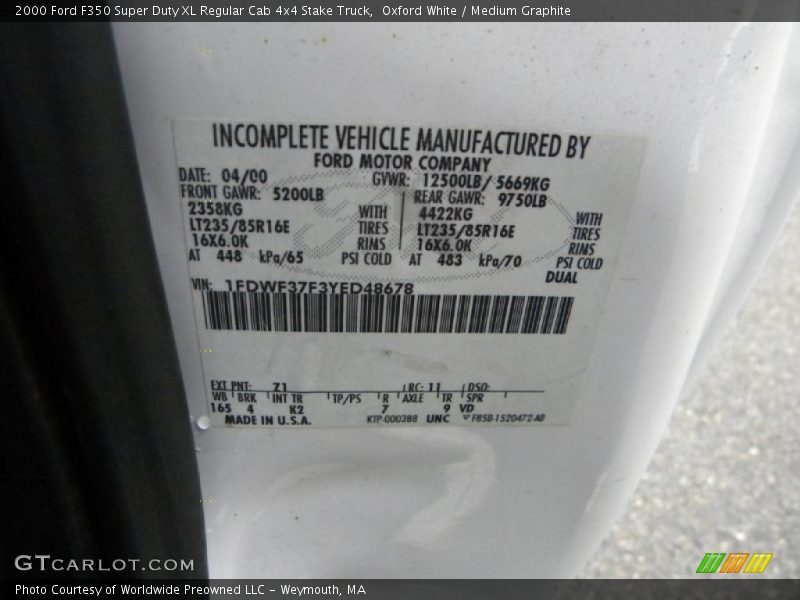 2000 Ford F350 Super Duty XL Regular Cab 4x4 Stake Truck,  Oxford White / Medium Graphite
INCOMPLETE VEHICLE MANUFACTURED BY
FORD MOTOR COMPANY
DATE: 04/00 GVWR: 12500LB/ 5669KG
FRONT GAWR: 5200LB REAR GAWR: 9750LB
2358KG WITH 4422KG WITH
LT235/85R16E TIRES LT235/85R16E TIRES
16X6.0K RIMS 16X6.0K RIMS
AT 448 kPa/65 PSI COLD AT 483 kPa/70 PSI COLD
DUAL
VIN: 1FDWF37F3YED48678
EXT PNT: Z1 RC: 11 DSO:
WB BRK INT TR TP/PS R AXLE TR SPR
165 4 K2 7 9 VD
MADE IN U.S.A. KTP-000388 UNC F85B-1520472-AB
GTCARLOT.COM
Photo Courtesy of Worldwide Preowned LLC - Weymouth, MA